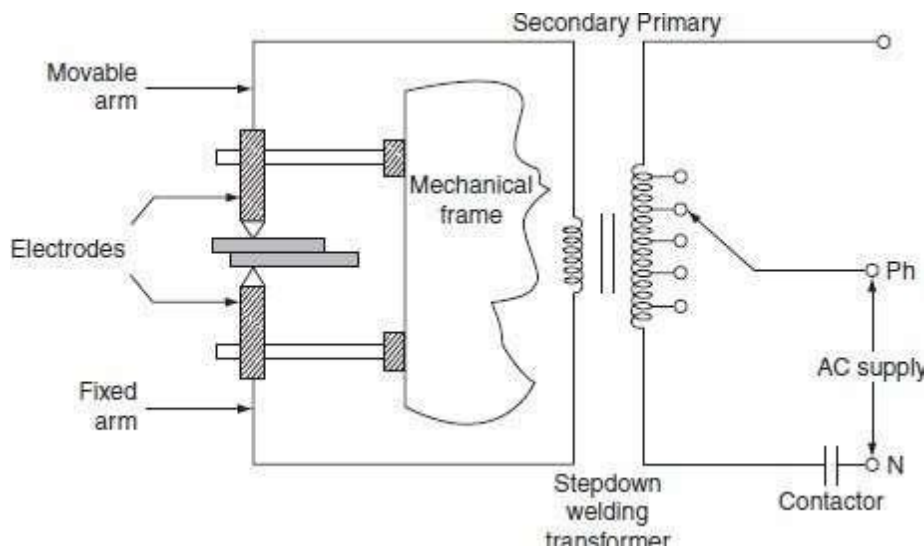 Secondary Primary
Movable
arm
Mechanical
frame
Electrodes
Ph
AC supply
Fixed
arm
N
Contactor
Stepdown
welding
transformer